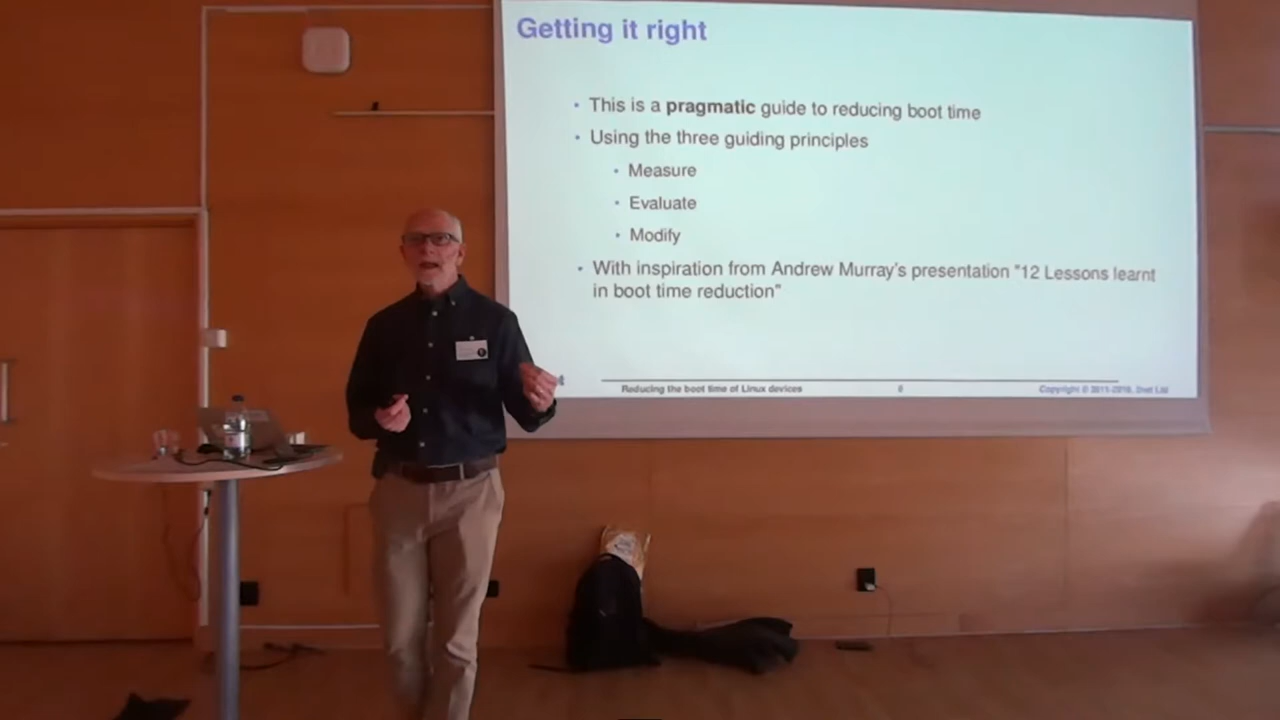 Getting it right
• This is a pragmatic guide to reducing boot time
• Using the three guiding principles
• Measure
• Evaluate
• Modify
• With inspiration from Andrew Murray's presentation "12 Lessons learnt
in boot time reduction"
Reducing the boot time of Linux devices
6
Copyright ©